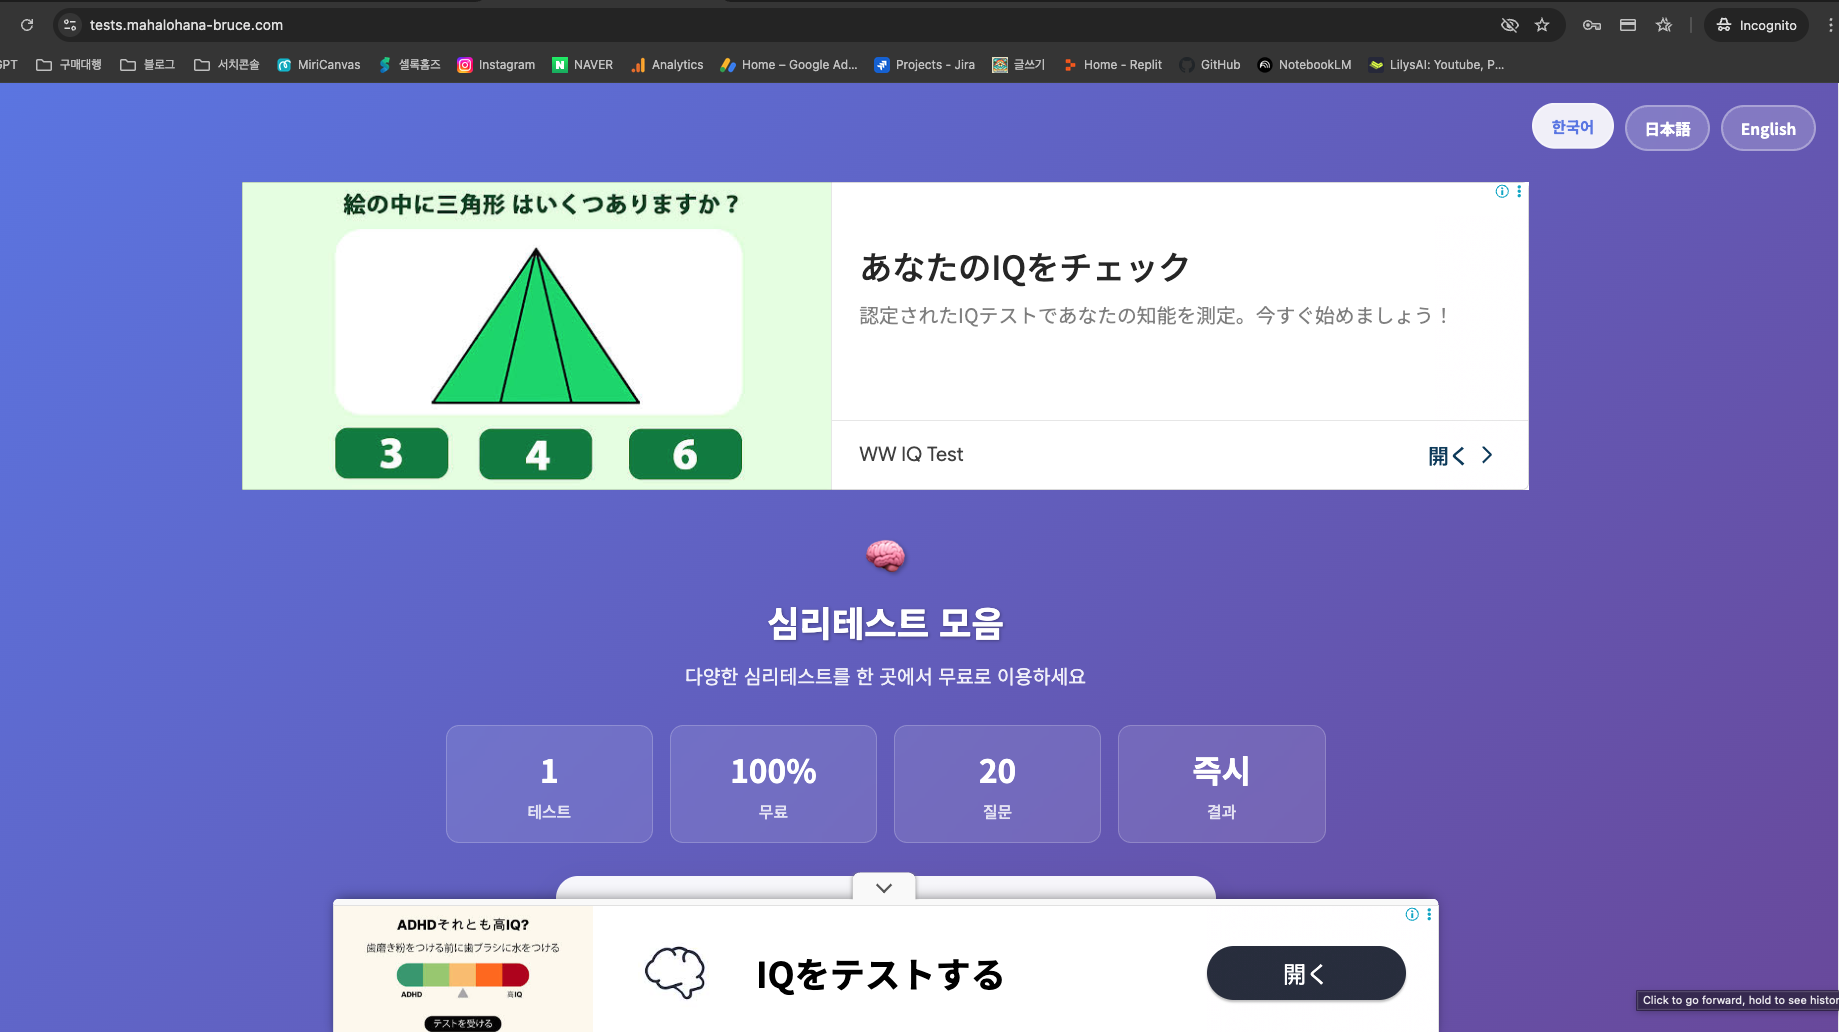 tests.mahalohana-bruce.com
Incognito
GPT
구매대행
블로그
서치콘솔
MiriCanvas
셀록홈즈
Instagram
NAVER
Analytics
Home – Google Ad...
Projects - Jira
글쓰기
Home - Replit
GitHub
NotebookLM
LilysAI: Youtube, P...
한국어
日本語
English
絵の中に三角形 はいくつありますか？
3
4
6
あなたのIQをチェック
認定されたIQテストであなたの知能を測定。今すぐ始めましょう！
WW IQ Test
開く
심리테스트 모음
다양한 심리테스트를 한 곳에서 무료로 이용하세요
1
테스트
100%
무료
20
질문
즉시
결과
ADHDそれとも高IQ?
歯磨き粉をつける前に歯ブラシに水をつける
ADHD
高IQ
テストを受ける
IQをテストする
開く
Click to go forward, hold to see histor